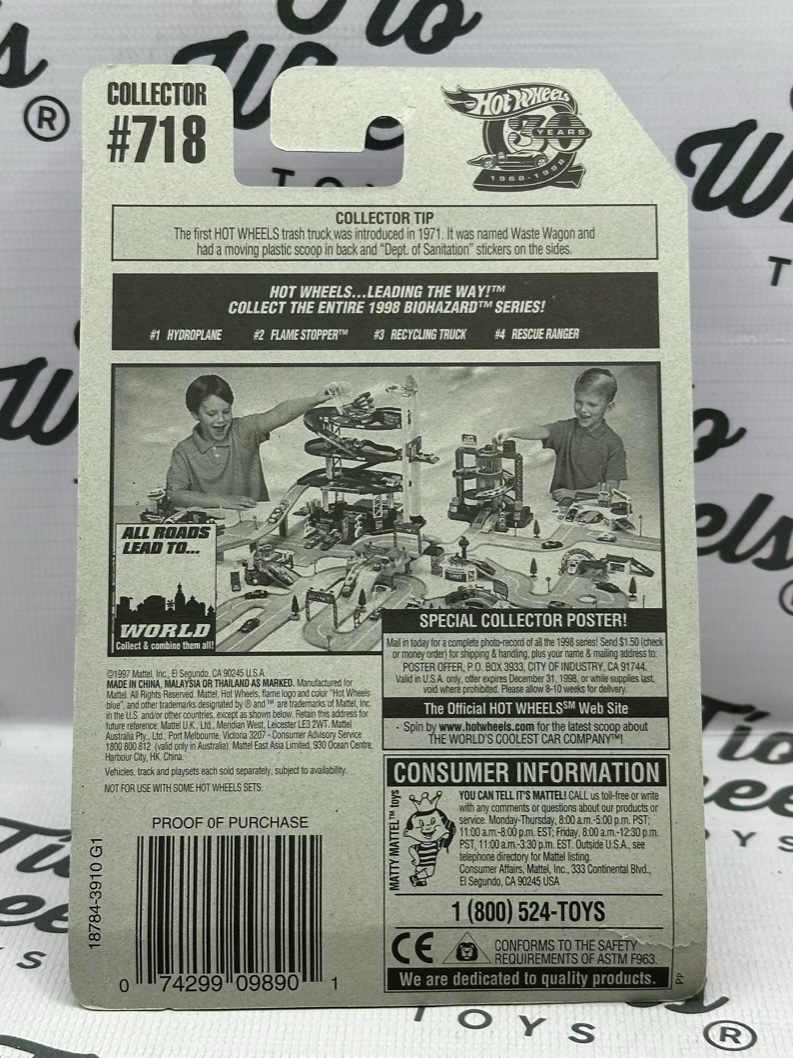 COLLECTOR
#718
Hot Wheels
30
YEARS
1968-1998
COLLECTOR TIP
The first HOT WHEELS trash truck was introduced in 1971. It was named Waste Wagon and
had a moving plastic scoop in back and “Dept. of Sanitation” stickers on the sides.
HOT WHEELS...LEADING THE WAY!™
COLLECT THE ENTIRE 1998 BIOHAZARD™ SERIES!
#1 HYDROPLANE #2 FLAME STOPPER™ #3 RECYCLING TRUCK #4 RESCUE RANGER
ALL ROADS
LEAD TO...
WORLD
Collect & combine them all!
SPECIAL COLLECTOR POSTER!
Mail in today for a complete photo-record of all the 1998 series! Send $1.50 (check
or money order) for shipping & handling, plus your name & mailing address to:
POSTER OFFER, P.O. BOX 3933, CITY OF INDUSTRY, CA 91744.
Valid in U.S.A. only, offer expires December 31, 1998, or while supplies last,
void where prohibited. Please allow 8-10 weeks for delivery.
The Official HOT WHEELS℠ Web Site
Spin by www.hotwheels.com for the latest scoop about
THE WORLD'S COOLEST CAR COMPANY™!
©1997 Mattel, Inc., El Segundo, CA 90245 U.S.A.
MADE IN CHINA, MALAYSIA OR THAILAND AS MARKED. Manufactured for
Mattel. All Rights Reserved. Mattel, Hot Wheels, flame logo and color “Hot Wheels
blue”, and other trademarks designated by ® and ™ are trademarks of Mattel, Inc.
in the U.S. and/or other countries, except as shown below. Retain this address for
future reference. Mattel U.K., Ltd., Meridian West, Leicester LE3 2WT. Mattel
Australia Pty., Ltd., Port Melbourne, Victoria 3207 - Consumer Advisory Service
1800 800 812 (valid only in Australia). Mattel East Asia Limited, 930 Ocean Centre,
Harbour City, HK, China.
Vehicles, track and playsets each sold separately, subject to availability.
NOT FOR USE WITH SOME HOT WHEELS SETS.
CONSUMER INFORMATION
MATTY MATTEL™ toys
YOU CAN TELL IT'S MATTEL! CALL us toll-free or write
with any comments or questions about our products or
service. Monday-Thursday, 8:00 a.m.-5:00 p.m. PST;
11:00 a.m.-8:00 p.m. EST; Friday, 8:00 a.m.-12:30 p.m.
PST, 11:00 a.m.-3:30 p.m. EST. Outside U.S.A., see
telephone directory for Mattel listing.
Consumer Affairs, Mattel, Inc., 333 Continental Blvd.,
El Segundo, CA 90245 USA
1 (800) 524-TOYS
CE
CONFORMS TO THE SAFETY
REQUIREMENTS OF ASTM F963.
We are dedicated to quality products.
PP
PROOF OF PURCHASE
18784-3910 G1
0 74299 09890 1
TOYS
®